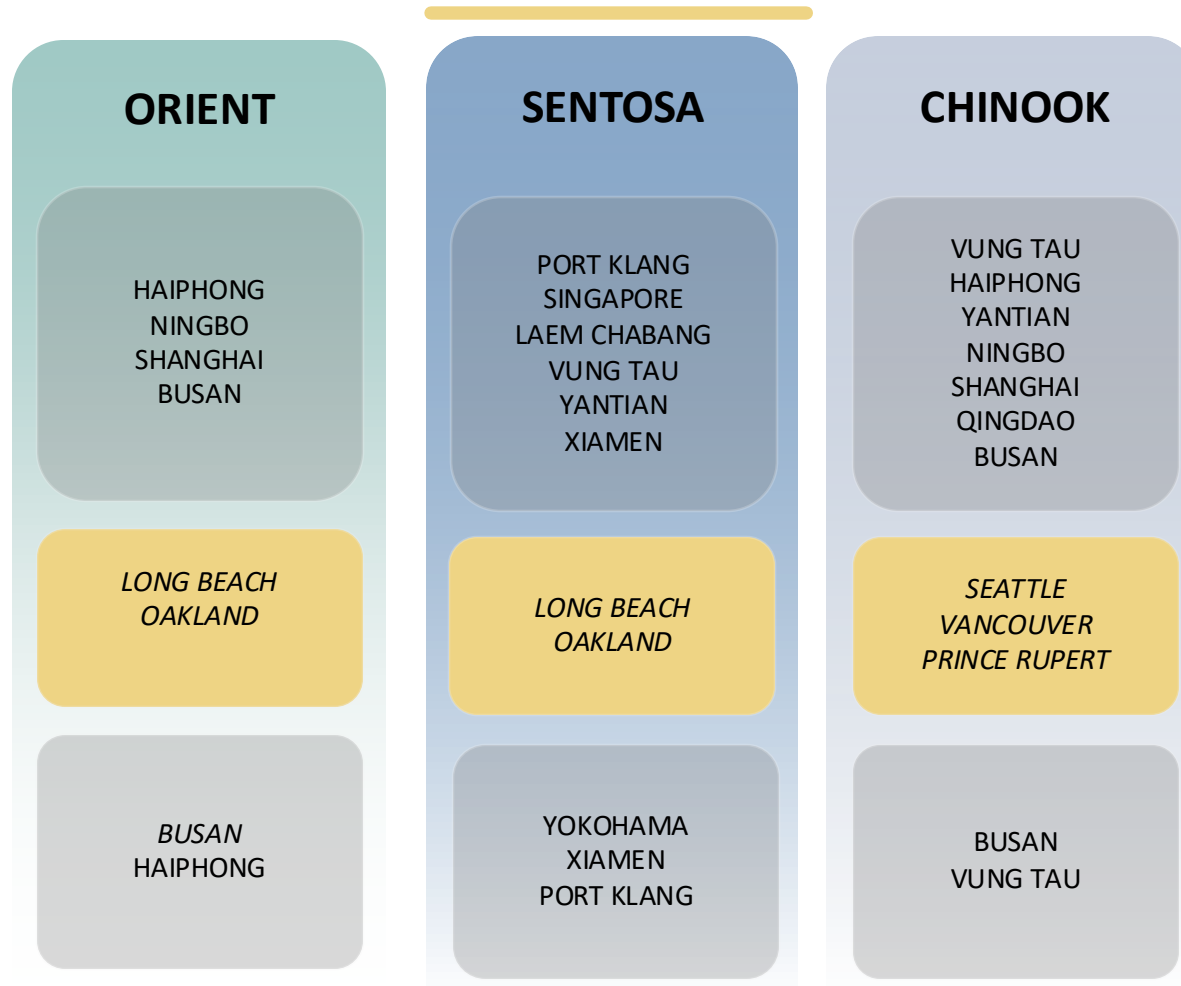 ORIENT
HAIPHONG
NINGBO
SHANGHAI
BUSAN
LONG BEACH
OAKLAND
BUSAN
HAIPHONG
SENTOSA
PORT KLANG
SINGAPORE
LAEM CHABANG
VUNG TAU
YANTIAN
XIAMEN
LONG BEACH
OAKLAND
YOKOHAMA
XIAMEN
PORT KLANG
CHINOOK
VUNG TAU
HAIPHONG
YANTIAN
NINGBO
SHANGHAI
QINGDAO
BUSAN
SEATTLE
VANCOUVER
PRINCE RUPERT
BUSAN
VUNG TAU